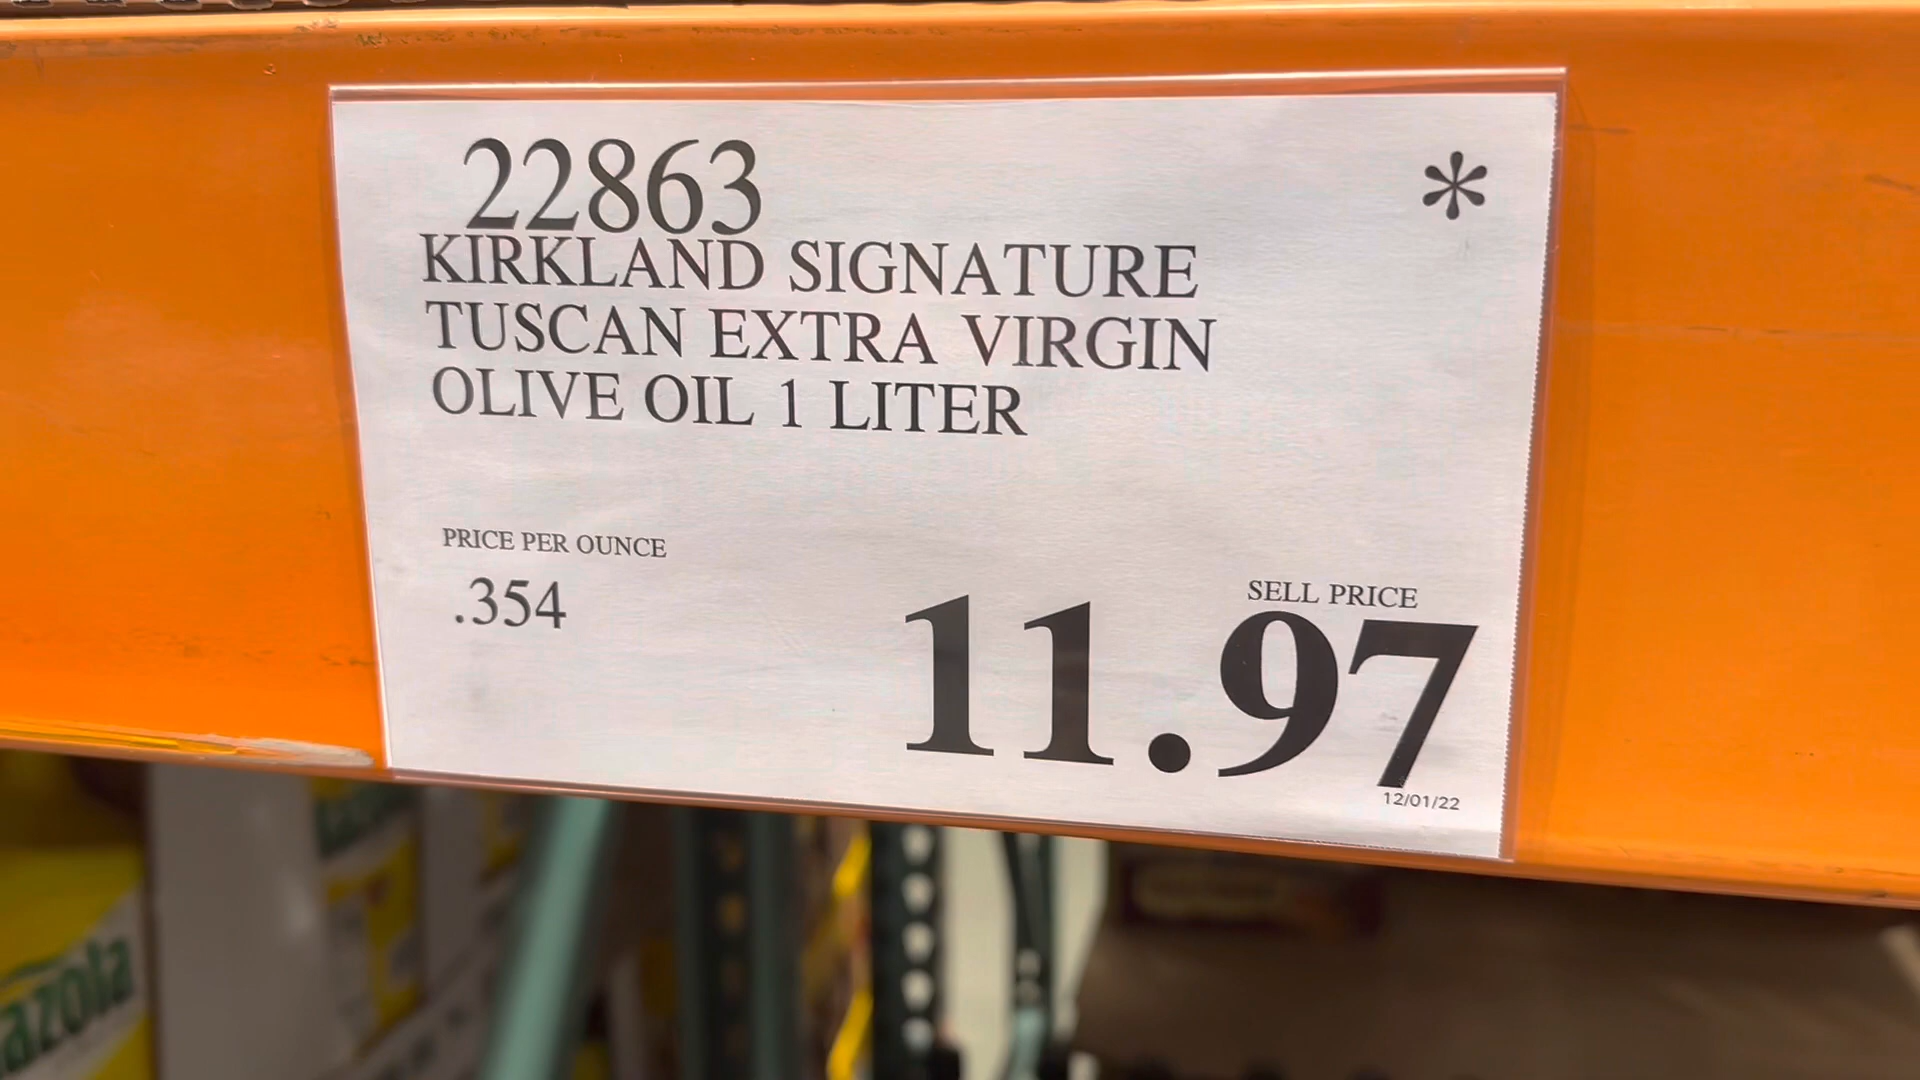 22863
*
KIRKLAND SIGNATURE
TUSCAN EXTRA VIRGIN
OLIVE OIL 1 LITER
PRICE PER OUNCE
.354
SELL PRICE
11.97
12/01/22
azola